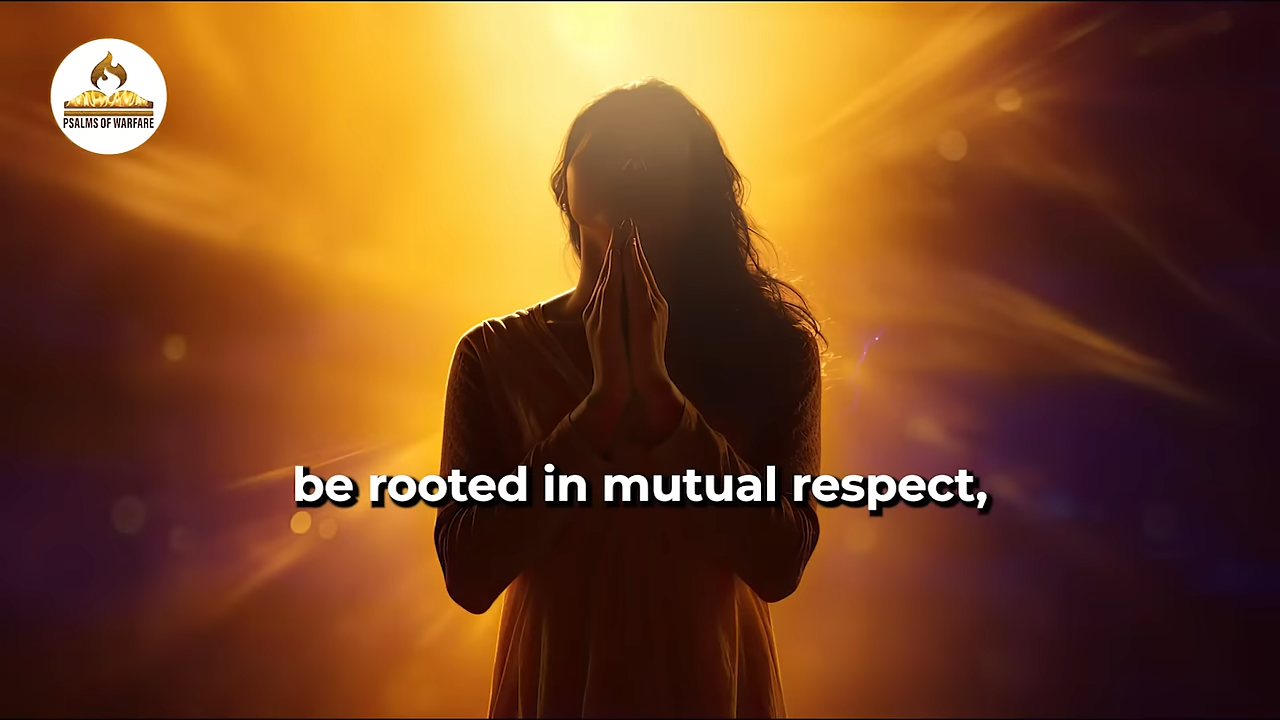 PSALMS OF WARFARE
be rooted in mutual respect,